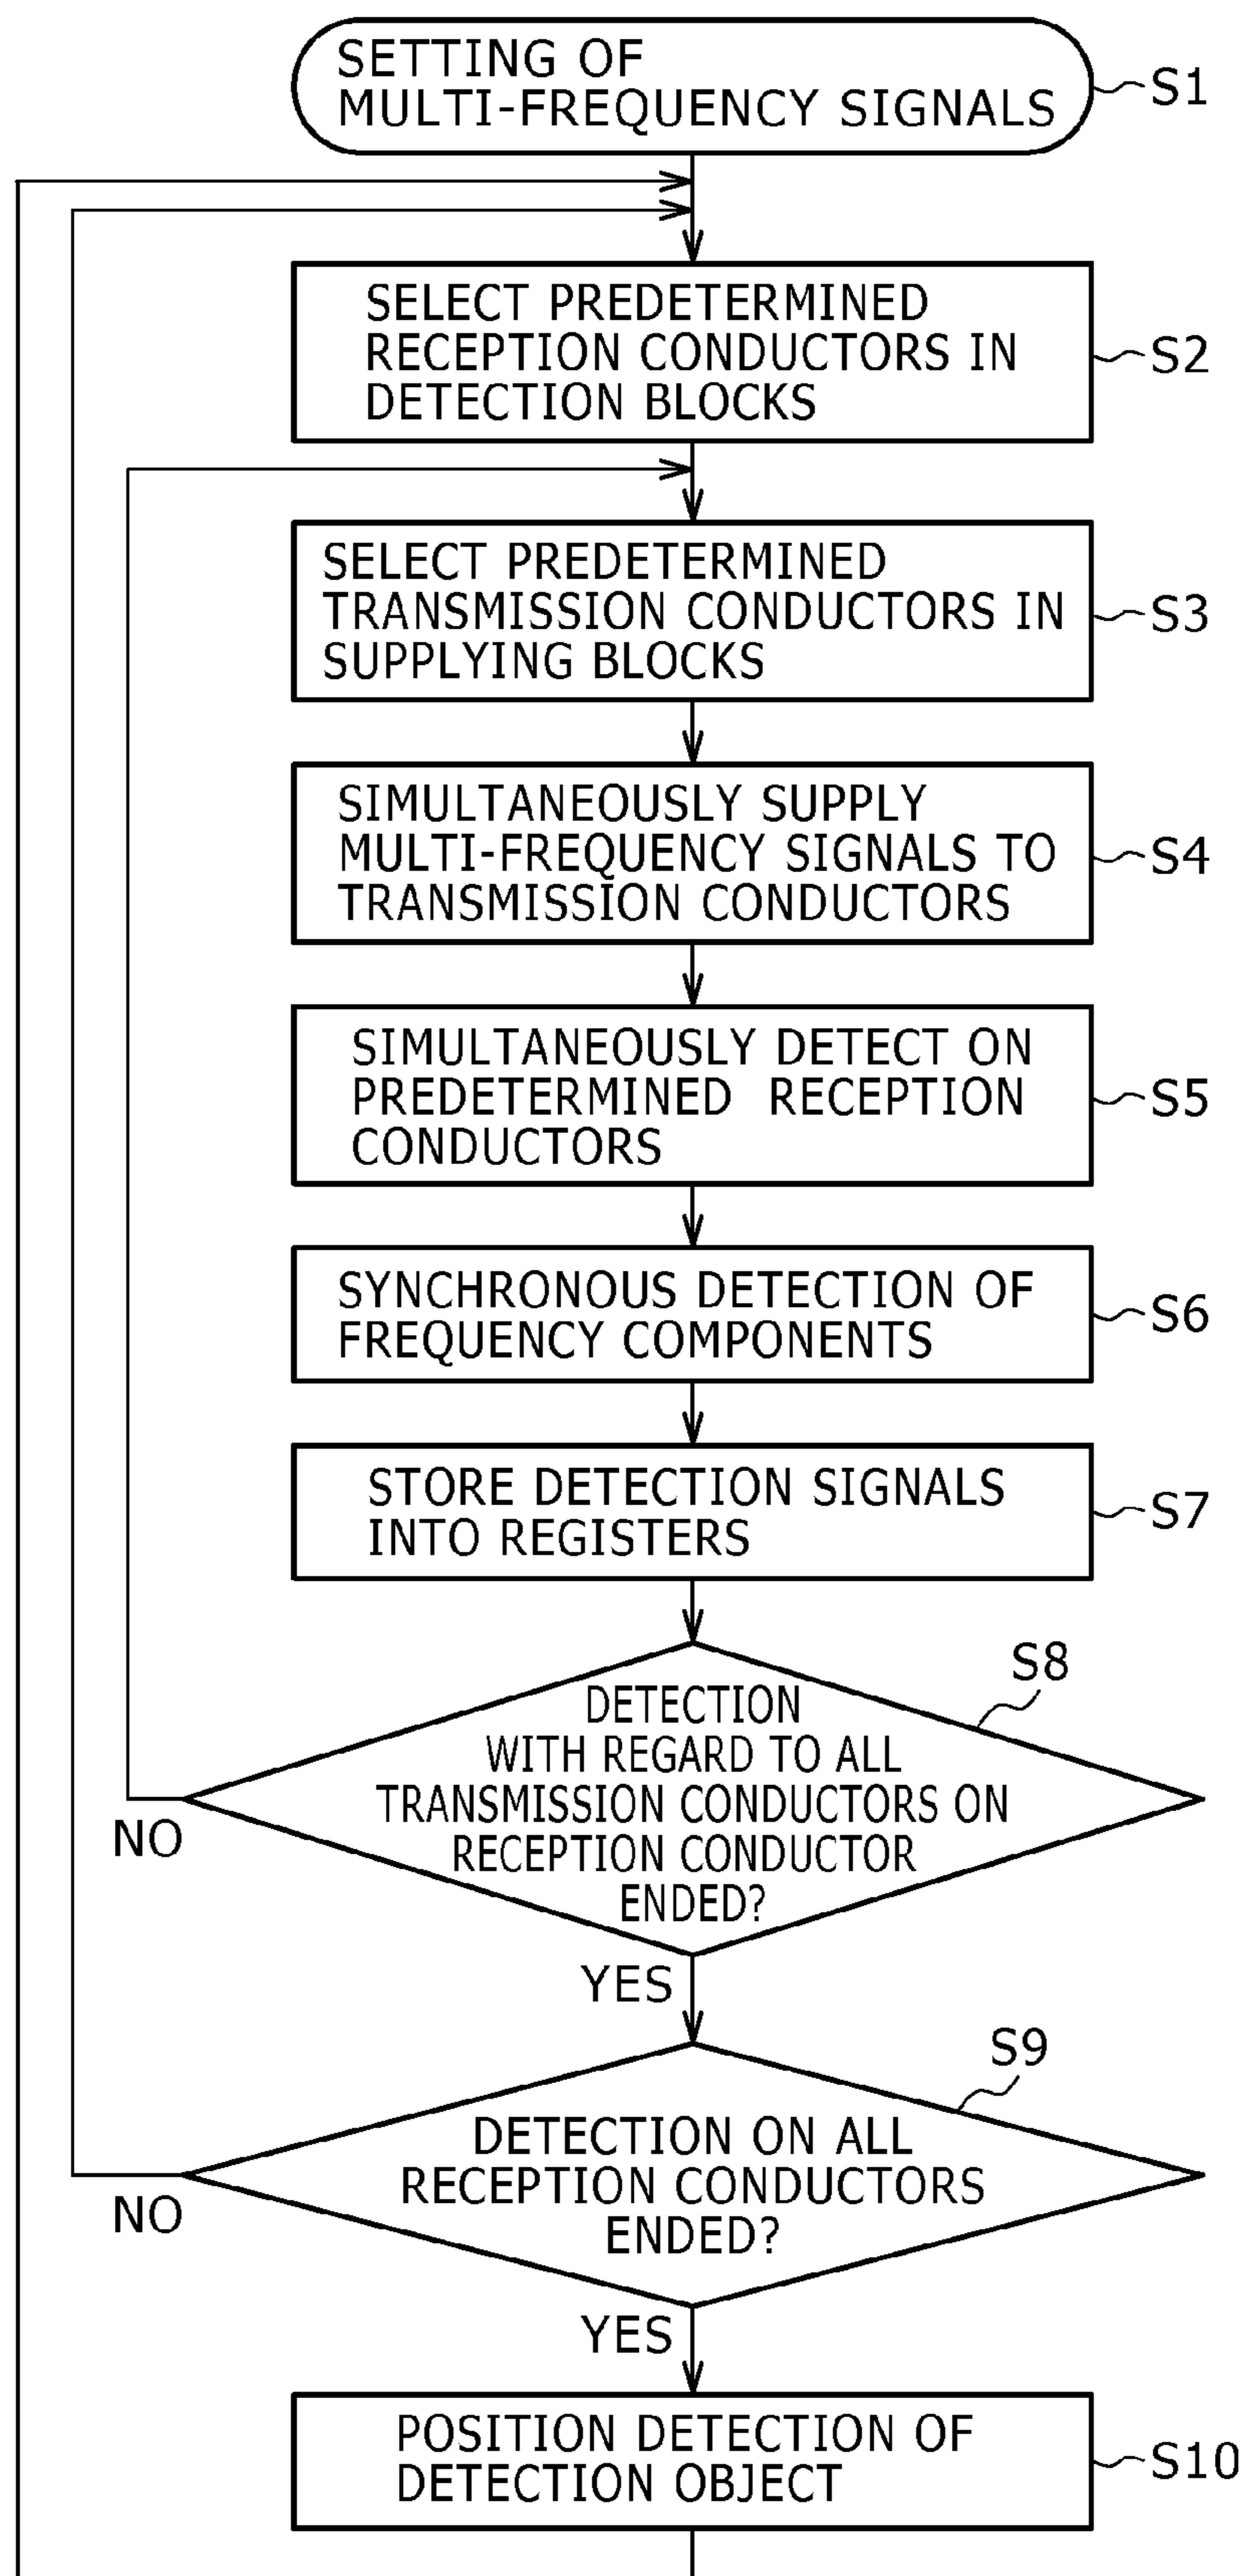 SETTING OF
MULTI-FREQUENCY SIGNALS
S1
SELECT PREDETERMINED
RECEPTION CONDUCTORS IN
DETECTION BLOCKS
S2
SELECT PREDETERMINED
TRANSMISSION CONDUCTORS IN
SUPPLYING BLOCKS
S3
SIMULTANEOUSLY SUPPLY
MULTI-FREQUENCY SIGNALS TO
TRANSMISSION CONDUCTORS
S4
SIMULTANEOUSLY DETECT ON
PREDETERMINED RECEPTION
CONDUCTORS
S5
SYNCHRONOUS DETECTION OF
FREQUENCY COMPONENTS
S6
STORE DETECTION SIGNALS
INTO REGISTERS
S7
S8
DETECTION
WITH REGARD TO ALL
TRANSMISSION CONDUCTORS ON
RECEPTION CONDUCTOR
ENDED?
NO
YES
S9
DETECTION ON ALL
RECEPTION CONDUCTORS
ENDED?
NO
YES
POSITION DETECTION OF
DETECTION OBJECT
S10